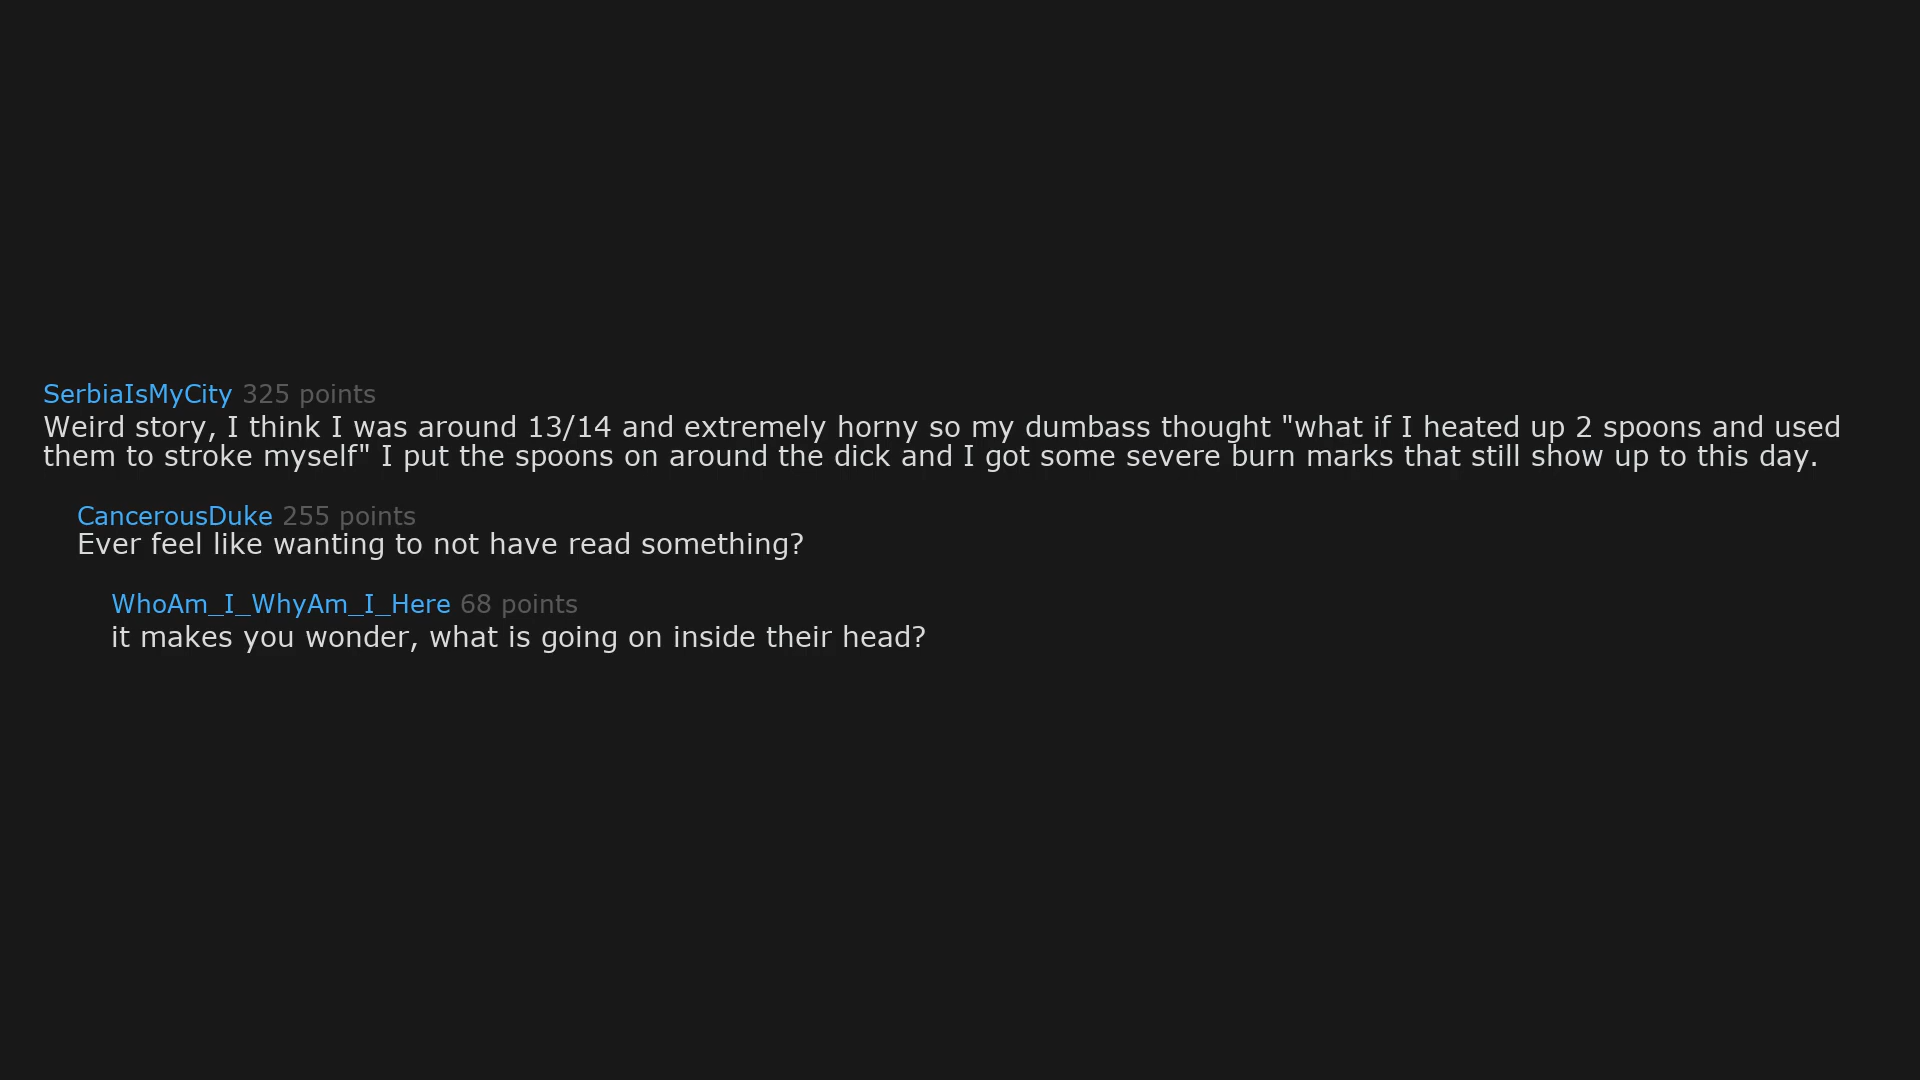 SerbiaIsMyCity 325 points
Weird story, I think I was around 13/14 and extremely horny so my dumbass thought "what if I heated up 2 spoons and used
them to stroke myself" I put the spoons on around the dick and I got some severe burn marks that still show up to this day.
CancerousDuke 255 points
Ever feel like wanting to not have read something?
WhoAm_I_WhyAm_I_Here 68 points
it makes you wonder, what is going on inside their head?